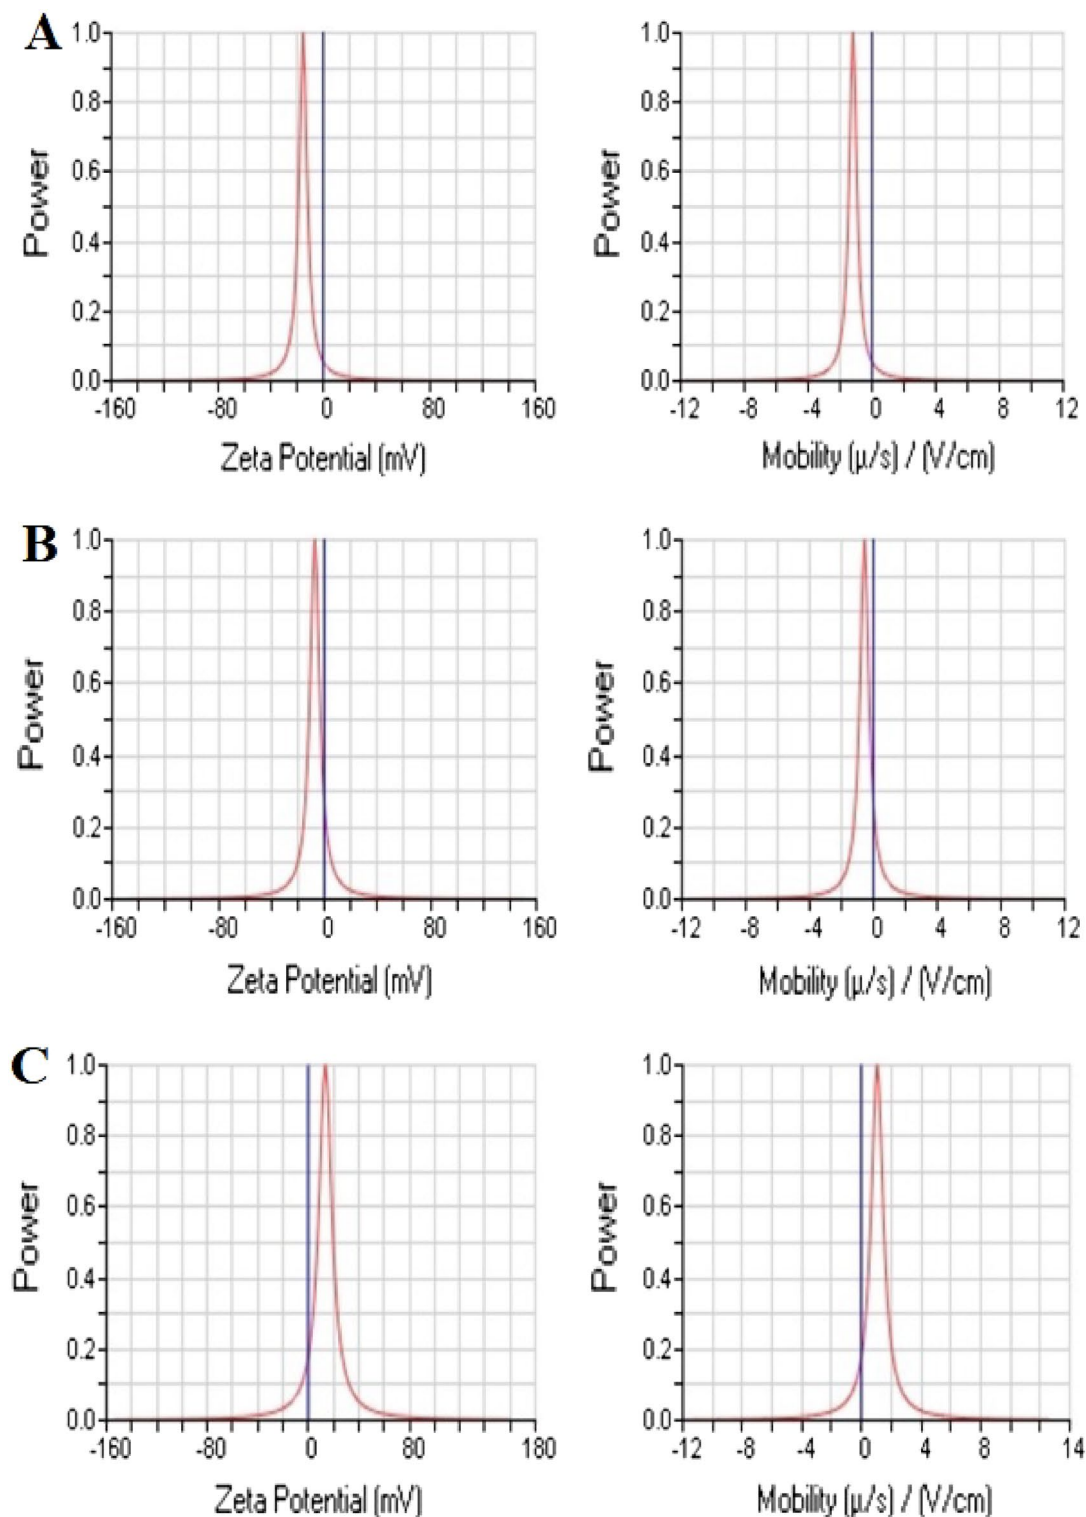 A
1.0 0.8 0.6 0.4 0.2 0.0
Power
-160 -80 0 80 160
Zeta Potential (mV)
1.0 0.8 0.6 0.4 0.2 0.0
Power
-12 -8 -4 0 4 8 12
Mobility (µ/s) / (V/cm)
B
1.0 0.8 0.6 0.4 0.2 0.0
Power
-160 -80 0 80 160
Zeta Potential (mV)
1.0 0.8 0.6 0.4 0.2 0.0
Power
-12 -8 -4 0 4 8 12
Mobility (µ/s) / (V/cm)
C
1.0 0.8 0.6 0.4 0.2 0.0
Power
-160 -80 0 80 180
Zeta Potential (mV)
1.0 0.8 0.6 0.4 0.2 0.0
Power
-12 -8 -4 0 4 8 14
Mobility (µ/s) / (V/cm)